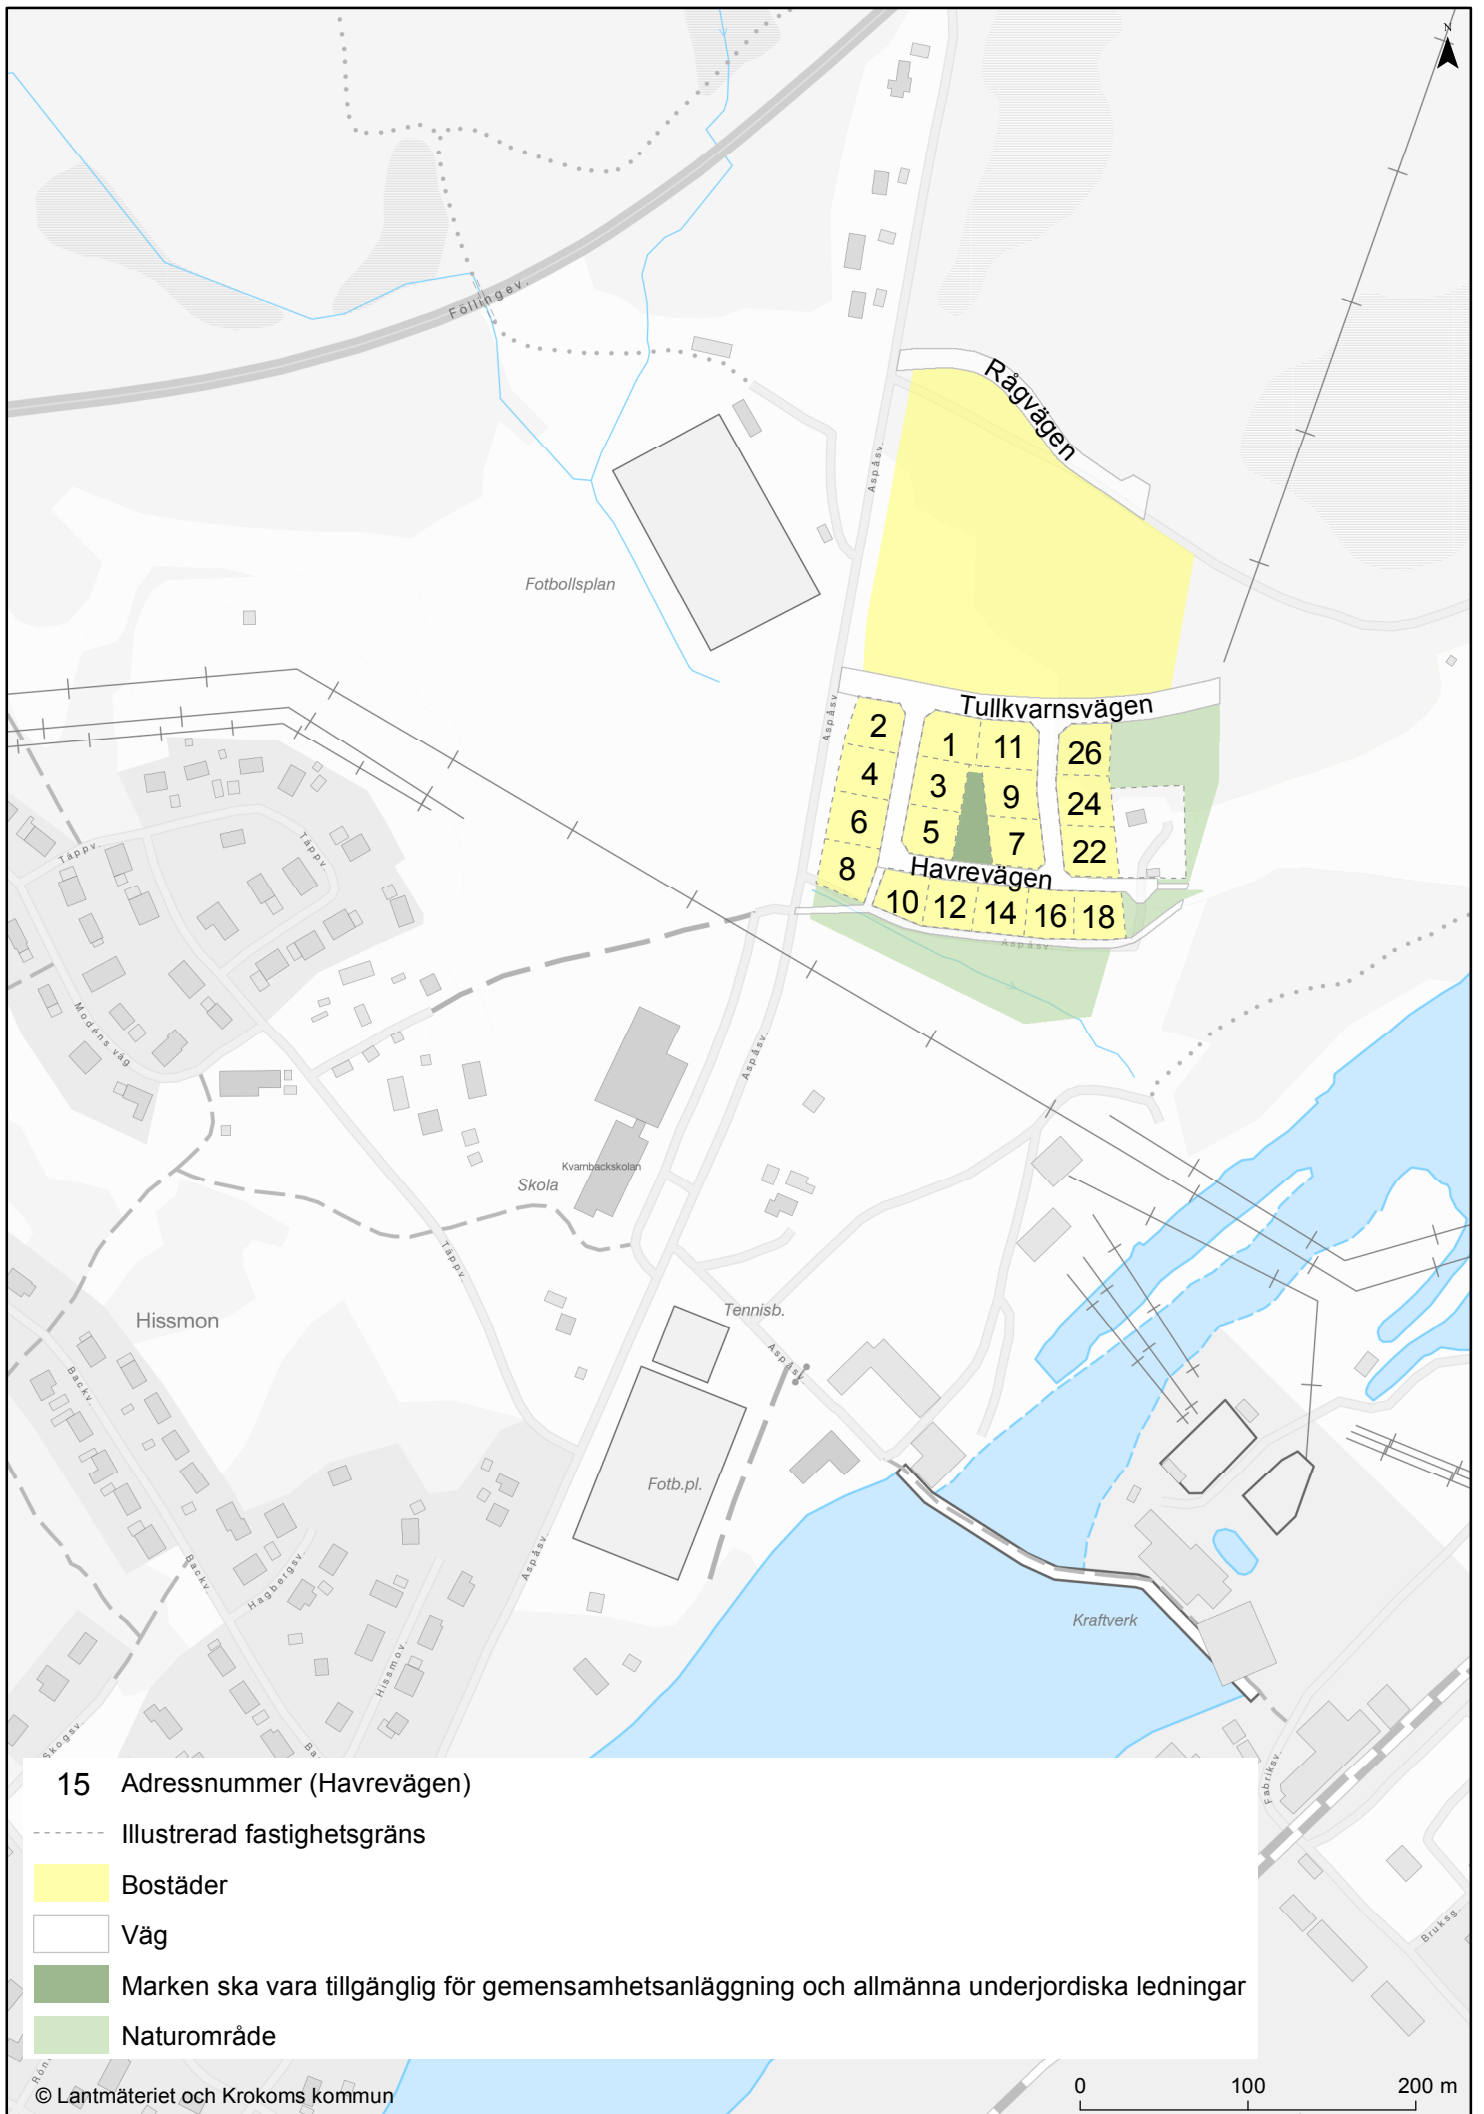 N
Föllingev.
Rågvägen
Aspåsv.
Fotbollsplan
Tullkvarnsvägen
Aspåsv.
2
1
11
26
4
3
9
24
6
5
7
22
8
Havrevägen
10
12
14
16
18
Aspåsv.
Täppv.
Täppv.
Modéns väg
Aspåsv.
Kvarnbackskolan
Skola
Täppv.
Hissmon
Tennisb.
Aspåsv.
Backv.
Fotb.pl.
Aspåsv.
Backv.
Hagbergsv.
Hissmov.
Kraftverk
Skogsv.
Fabriksv.
Bruksg.
15 Adressnummer (Havrevägen)
Illustrerad fastighetsgräns
Bostäder
Väg
Marken ska vara tillgänglig för gemensamhetsanläggning och allmänna underjordiska ledningar
Naturområde
© Lantmäteriet och Krokoms kommun
0 100 200 m